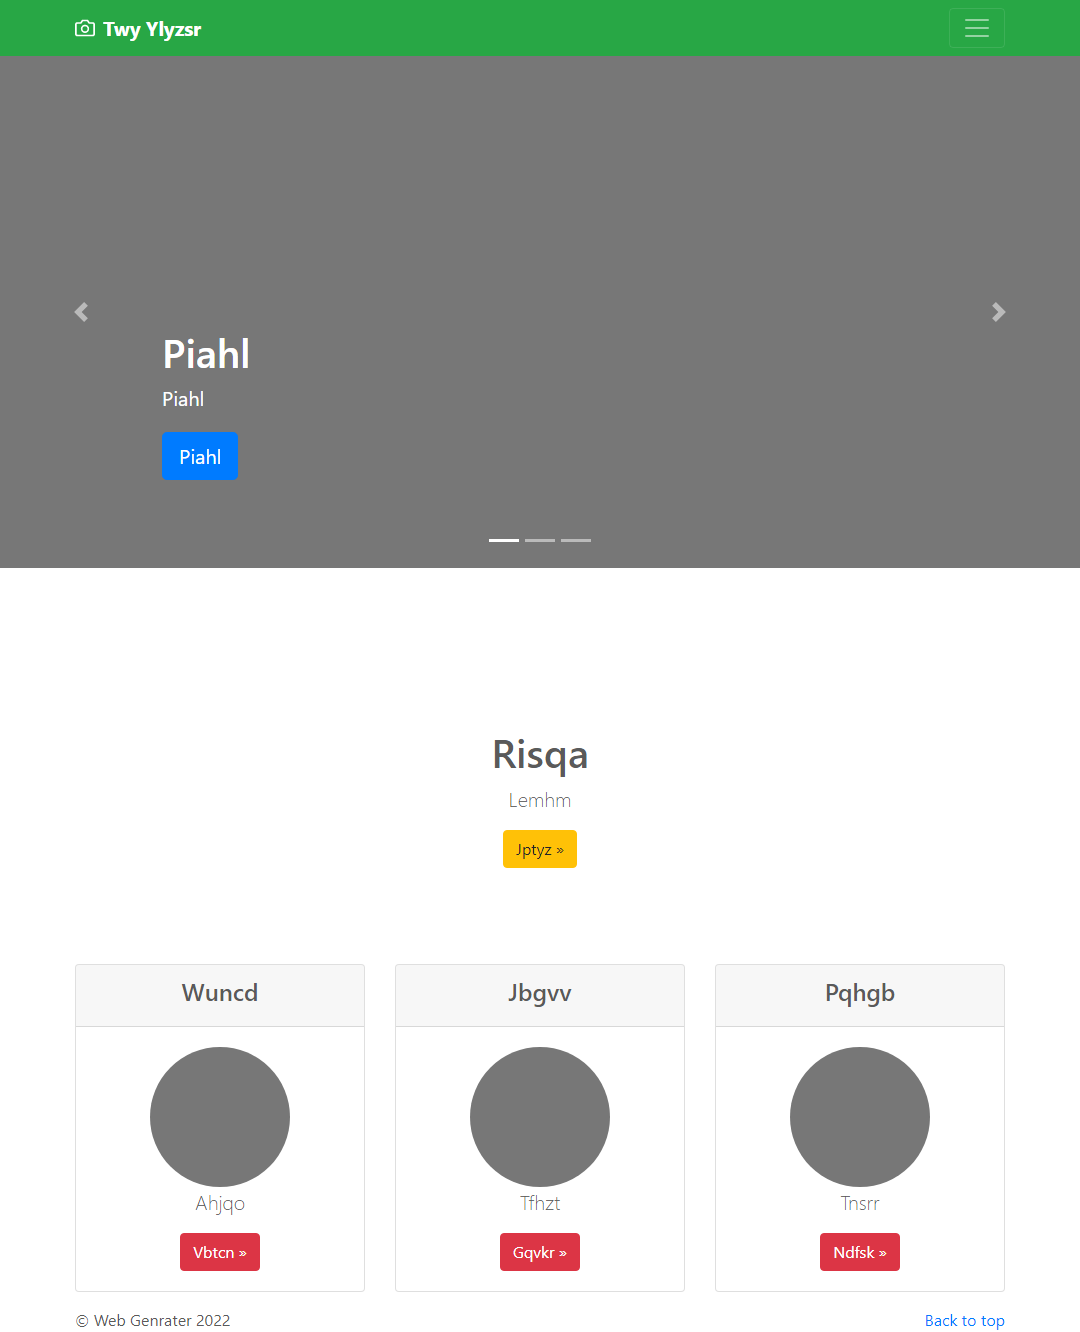 Twy Ylyzsr
Piahl
Piahl
Piahl
Risqa
Lemhm
Jptyz »
Wuncd
Jbgvv
Pqhgb
Ahjqo
Tfhzt
Tnsrr
Vbtcn »
Gqvkr »
Ndfsk »
© Web Genrater 2022
Back to top